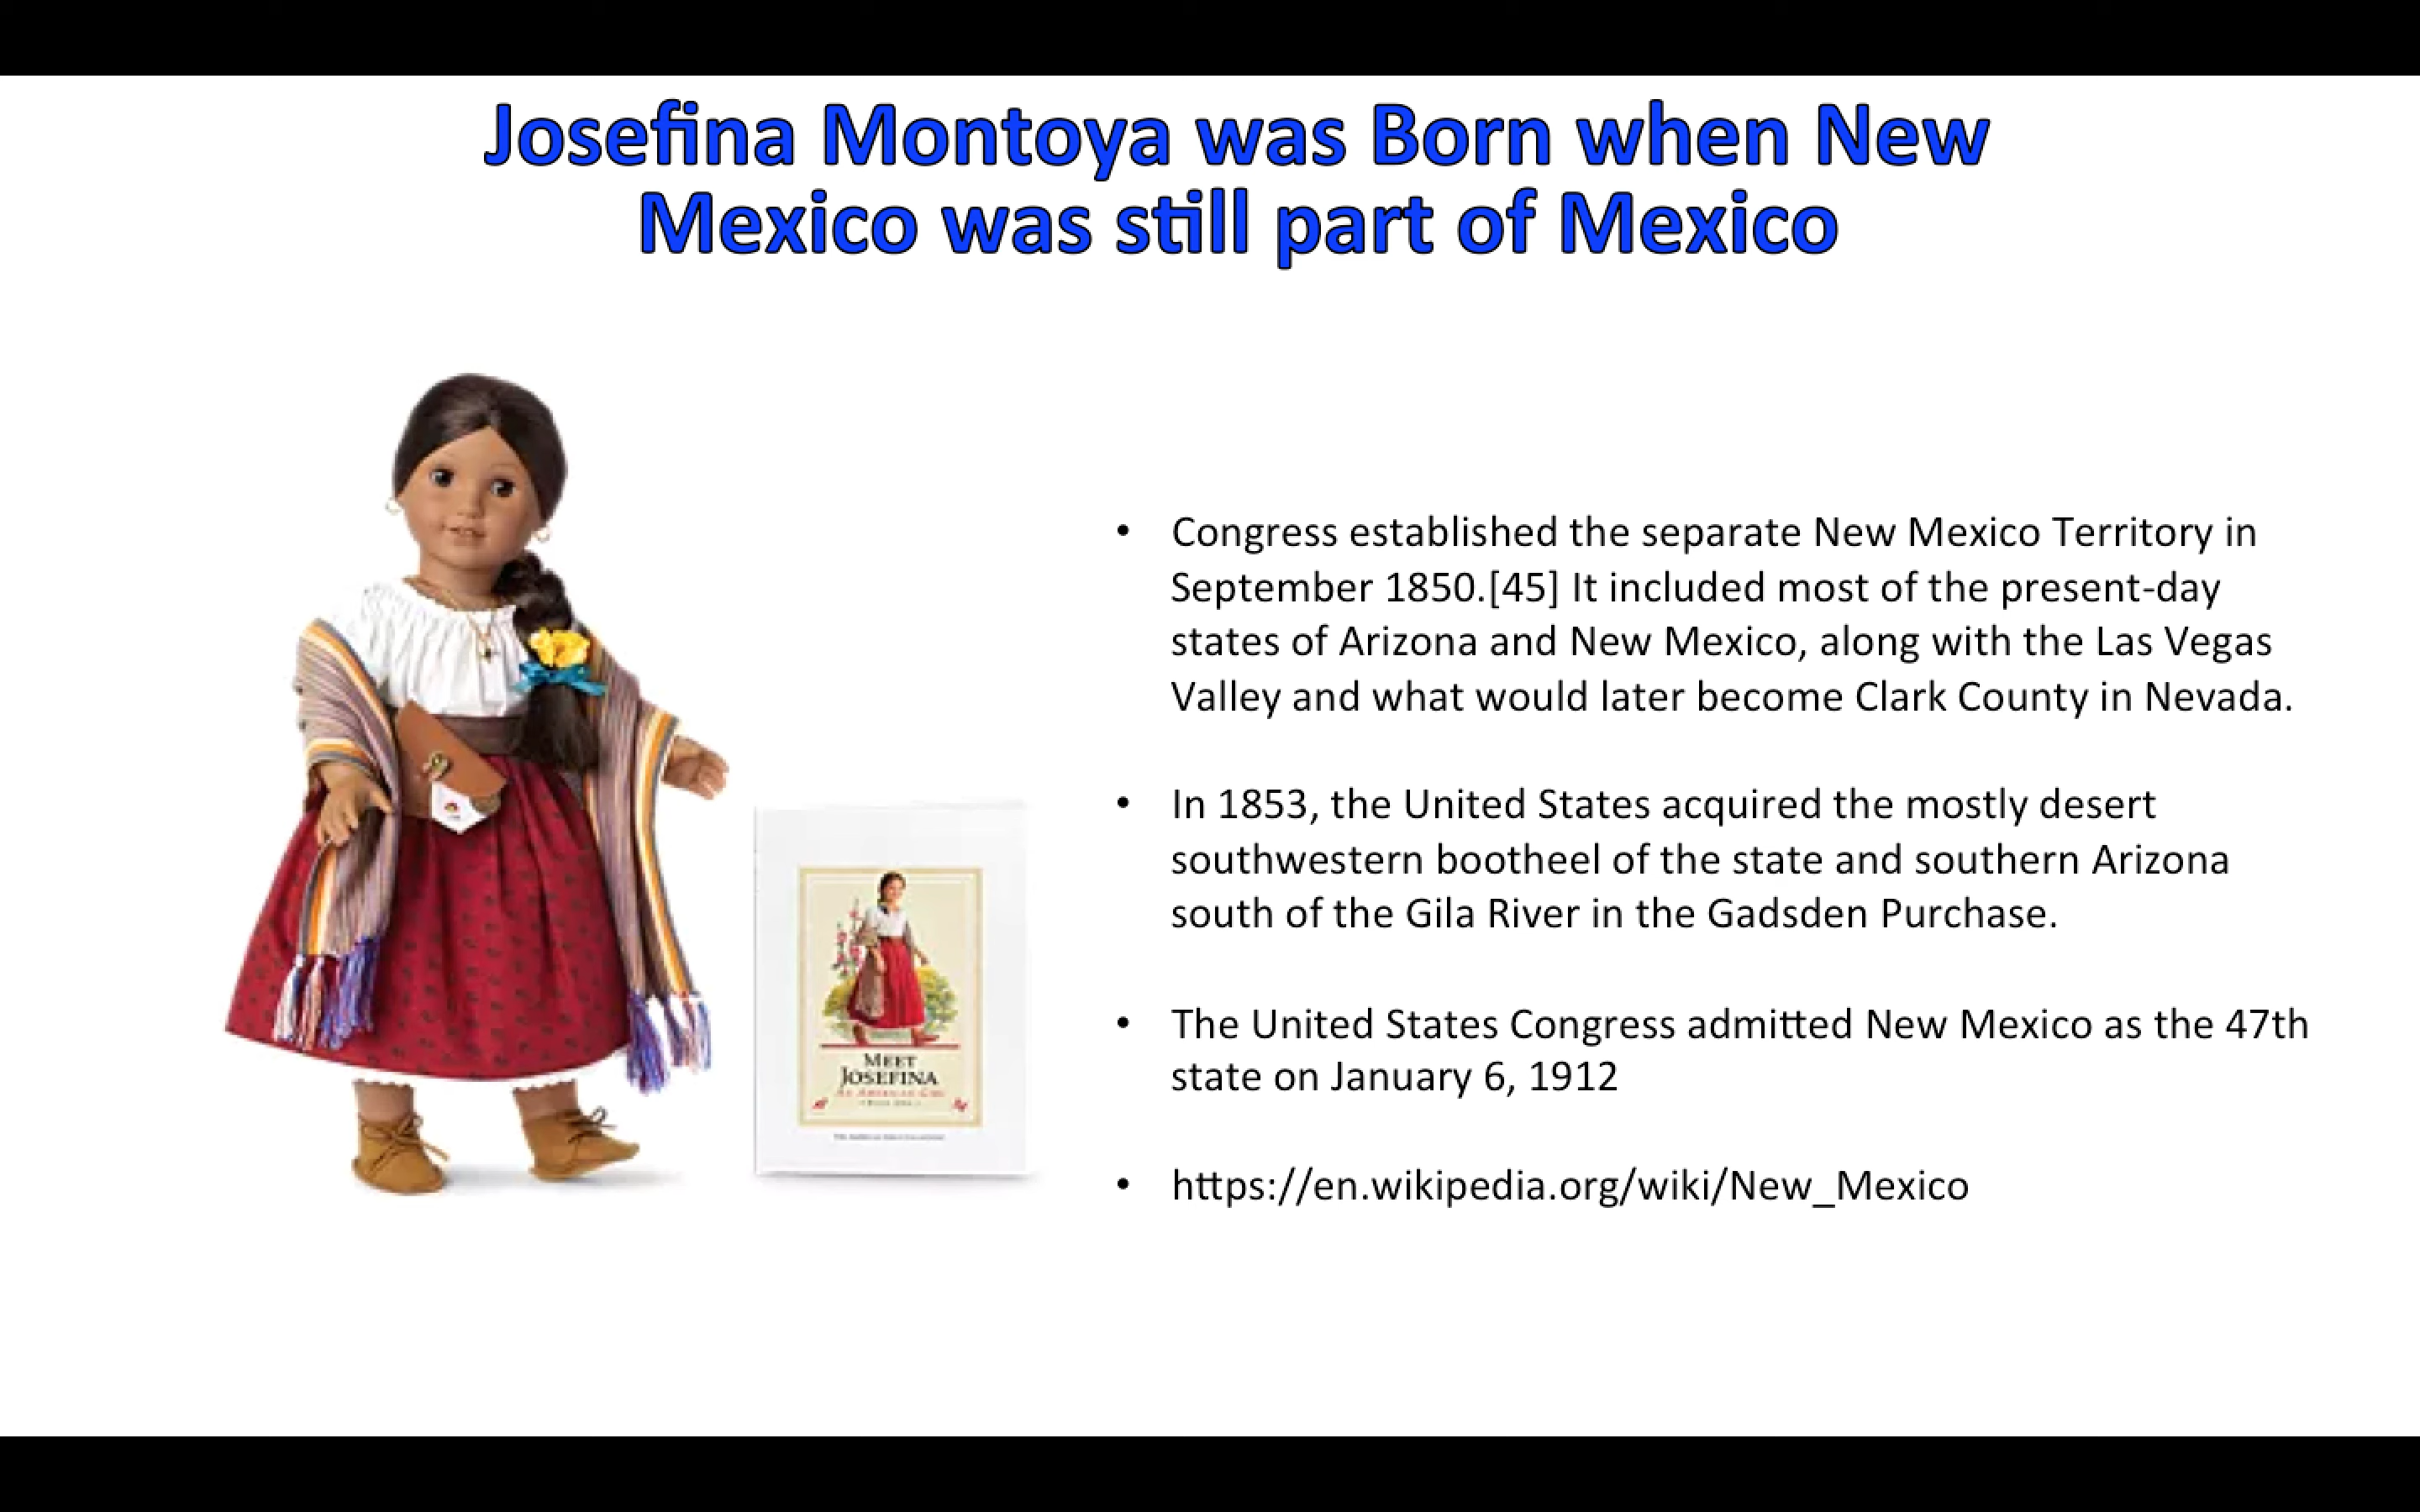 Josefina Montoya was Born when New
Mexico was still part of Mexico
• Congress established the separate New Mexico Territory in
September 1850.[45] It included most of the present-day
states of Arizona and New Mexico, along with the Las Vegas
Valley and what would later become Clark County in Nevada.
• In 1853, the United States acquired the mostly desert
southwestern bootheel of the state and southern Arizona
south of the Gila River in the Gadsden Purchase.
• The United States Congress admitted New Mexico as the 47th
state on January 6, 1912
• https://en.wikipedia.org/wiki/New_Mexico
MEET
JOSEFINA
AN AMERICAN GIRL